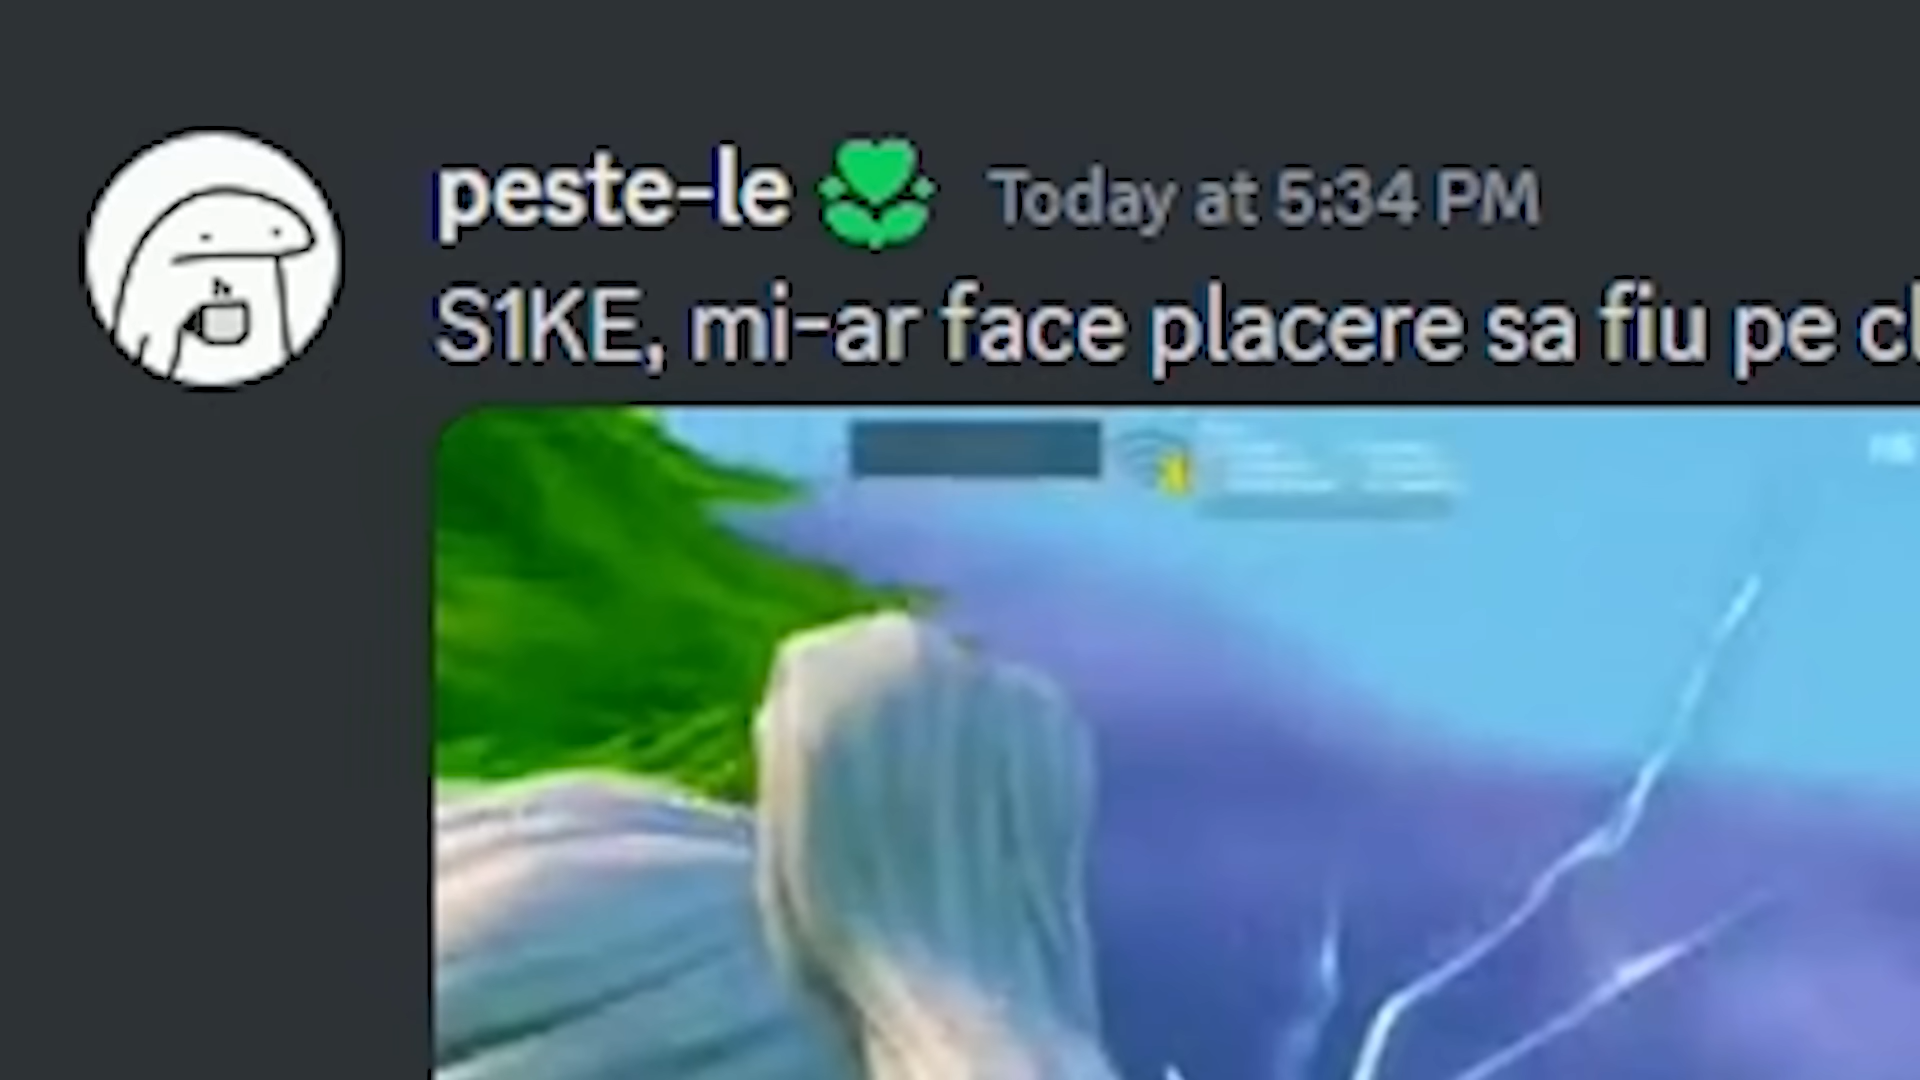 peste-le Today at 5:34 PM
S1KE, mi-ar face placere sa fiu pe